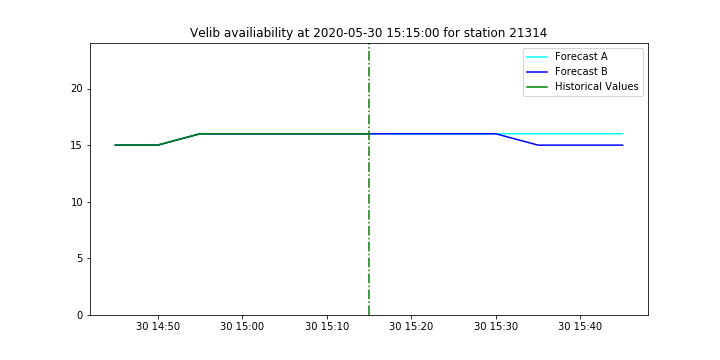 Velib availiability at 2020-05-30 15:15:00 for station 21314
Forecast A
Forecast B
Historical Values
20
15
10
5
0
30 14:50
30 15:00
30 15:10
30 15:20
30 15:30
30 15:40